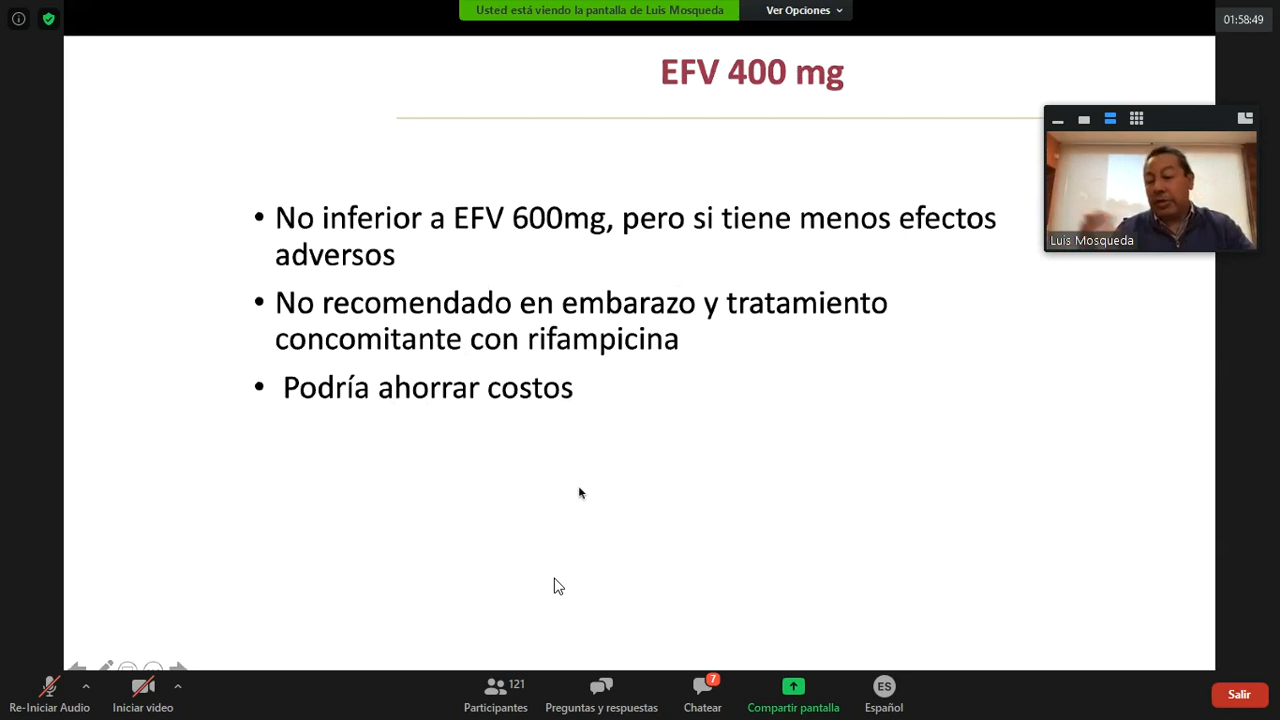 Usted está viendo la pantalla de Luis Mosqueda
Ver Opciones
01:58:49
EFV 400 mg
• No inferior a EFV 600mg, pero si tiene menos efectos
adversos
• No recomendado en embarazo y tratamiento
concomitante con rifampicina
• Podría ahorrar costos
Luis Mosqueda
Re-Iniciar Audio
Iniciar video
121
Participantes
Preguntas y respuestas
7
Chatear
Compartir pantalla
ES
Español
Salir